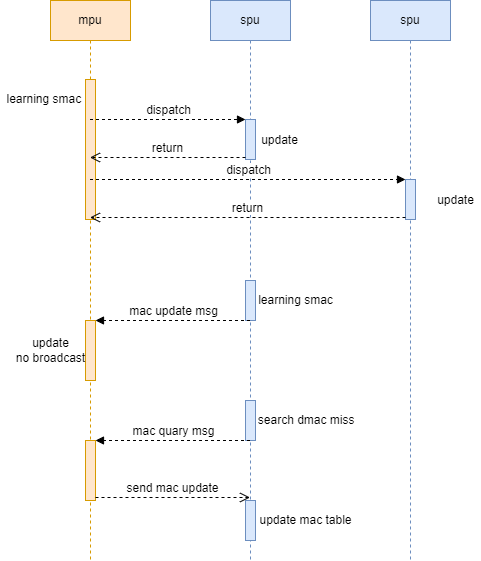 mpu
spu
spu
learning smac
dispatch
update
return
dispatch
update
return
learning smac
mac update msg
update
no broadcast
search dmac miss
mac quary msg
send mac update
update mac table